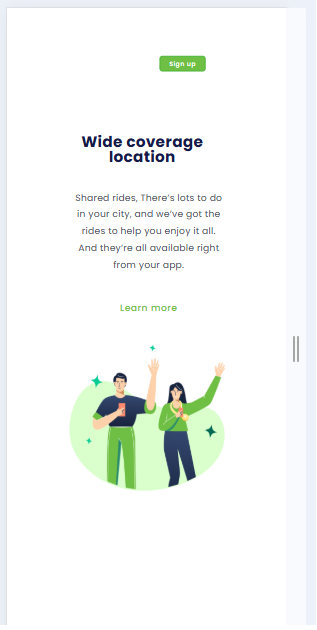 Sign up
Wide coverage
location
Shared rides, There's lots to do
in your city, and we've got the
rides to help you enjoy it all.
And they're all available right
from your app.
Learn more